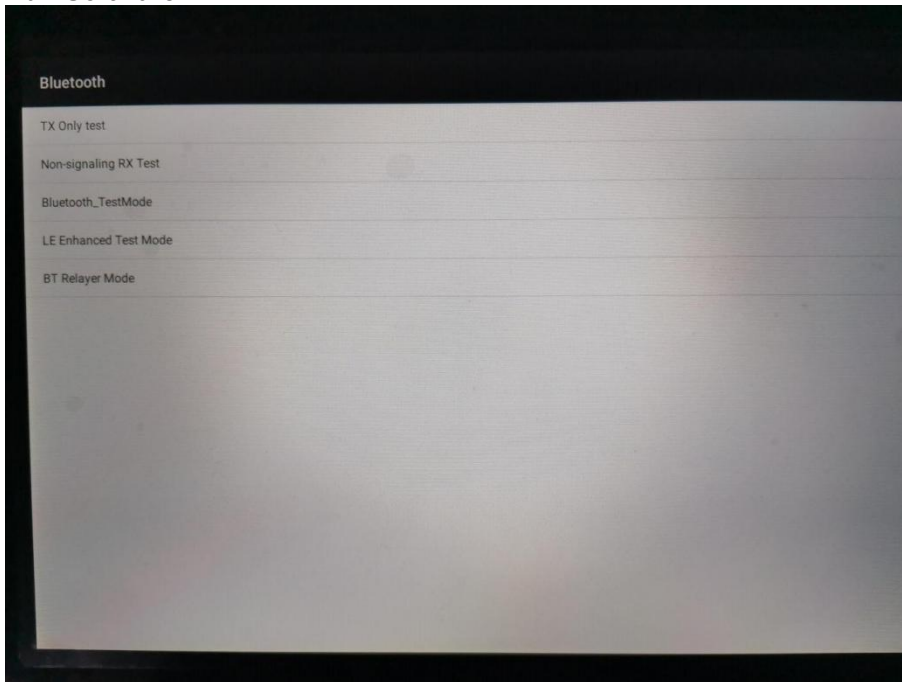 Bluetooth
TX Only test
Non-signaling RX Test
Bluetooth_TestMode
LE Enhanced Test Mode
BT Relayer Mode